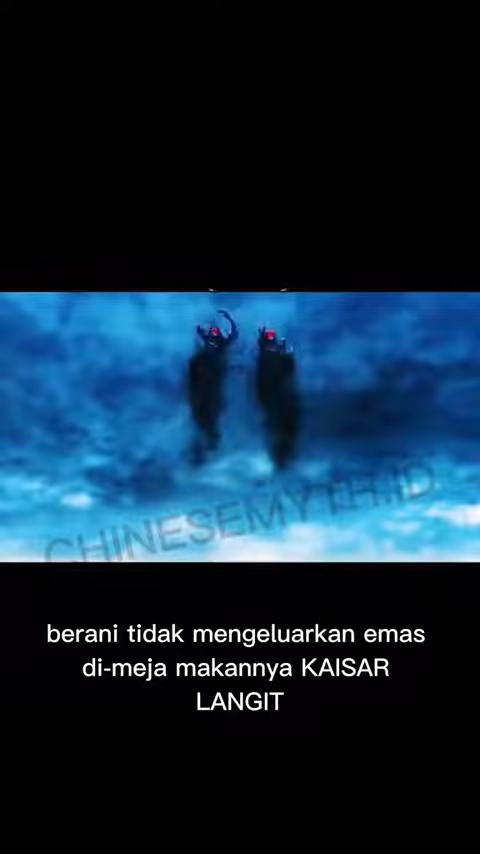 CHINESEMYTH.ID
berani tidak mengeluarkan emas
di-meja makannya KAISAR
LANGIT